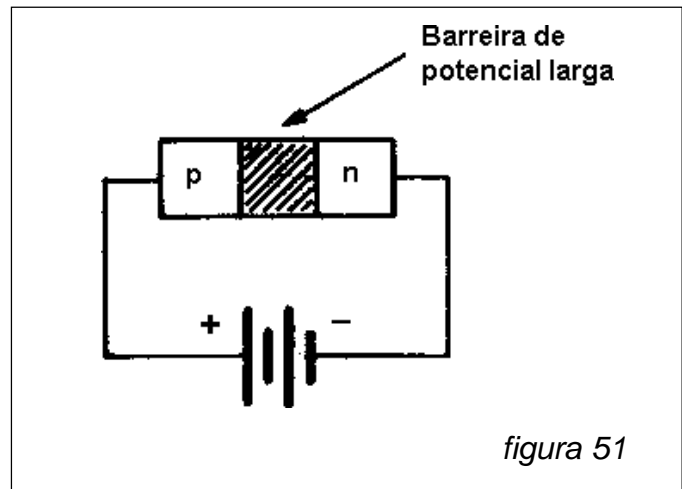 Barreira de
potencial larga
p n
+ −
figura 51